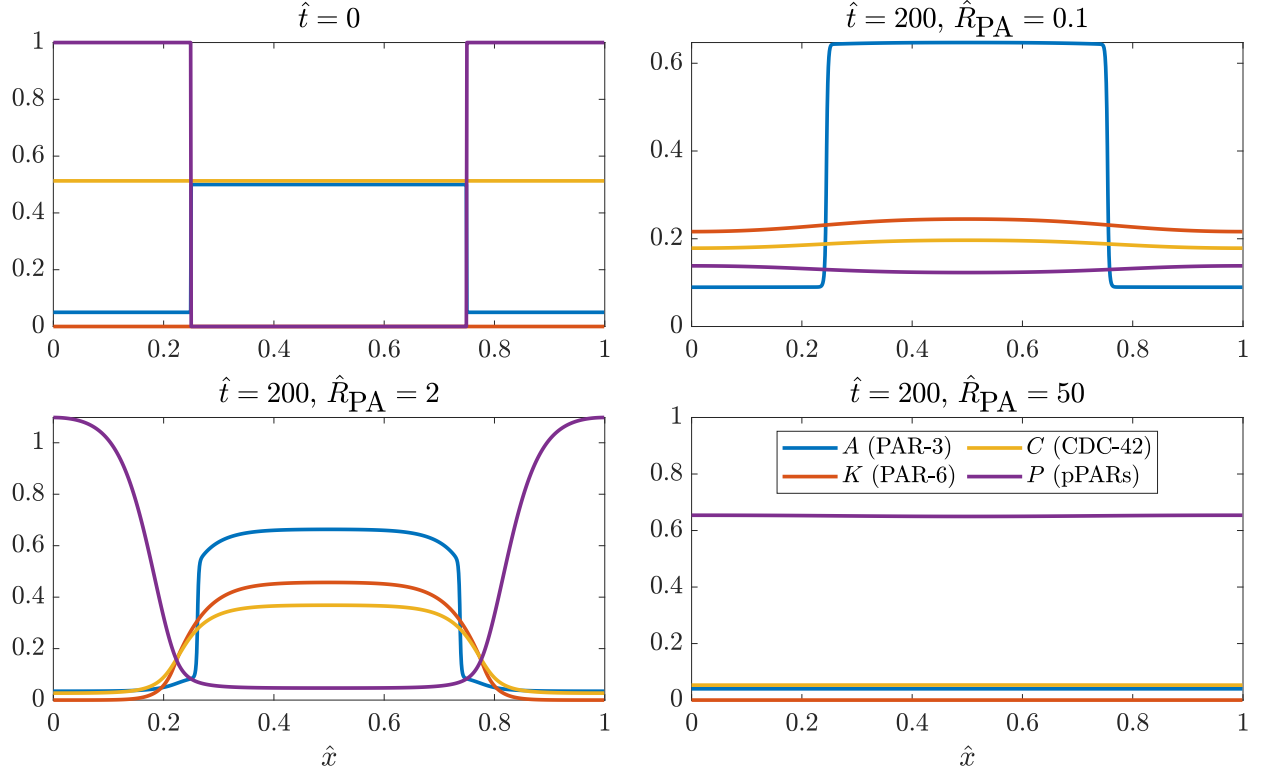 t̂ = 0
1
0.8
0.6
0.4
0.2
0
0 0.2 0.4 0.6 0.8 1
t̂ = 200, R̂PA = 0.1
0.6
0.4
0.2
0
0 0.2 0.4 0.6 0.8 1
t̂ = 200, R̂PA = 2
1
0.8
0.6
0.4
0.2
0
0 0.2 0.4 0.6 0.8 1
x̂
t̂ = 200, R̂PA = 50
1
0.8
0.6
0.4
0.2
0
A (PAR-3) C (CDC-42)
K (PAR-6) P (pPARs)
0 0.2 0.4 0.6 0.8 1
x̂